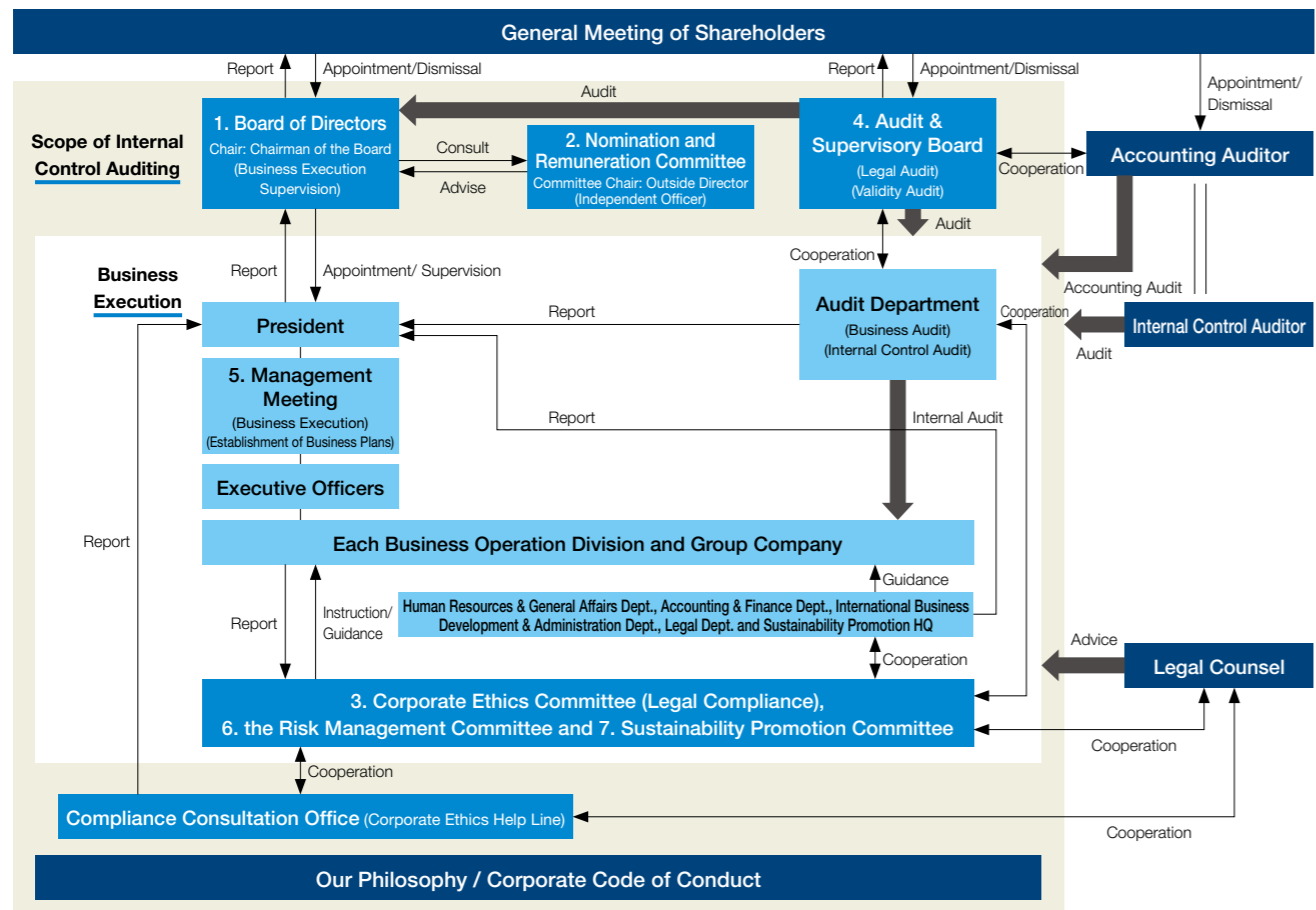 General Meeting of Shareholders
Report
Appointment/Dismissal
Report
Appointment/Dismissal
Appointment/
Dismissal
Audit
Scope of Internal
Control Auditing
1. Board of Directors
Chair: Chairman of the Board
(Business Execution
Supervision)
Consult
Advise
2. Nomination and
Remuneration Committee
Committee Chair: Outside Director
(Independent Officer)
4. Audit &
Supervisory Board
(Legal Audit)
(Validity Audit)
Cooperation
Accounting Auditor
Audit
Cooperation
Business
Execution
Report
Appointment/ Supervision
Accounting Audit
President
Report
Audit Department
(Business Audit)
(Internal Control Audit)
Cooperation
Internal Control Auditor
Audit
5. Management
Meeting
(Business Execution)
(Establishment of Business Plans)
Report
Internal Audit
Executive Officers
Report
Each Business Operation Division and Group Company
Guidance
Report
Instruction/
Guidance
Human Resources & General Affairs Dept., Accounting & Finance Dept., International Business
Development & Administration Dept., Legal Dept. and Sustainability Promotion HQ
Cooperation
Advice
Legal Counsel
3. Corporate Ethics Committee (Legal Compliance),
6. the Risk Management Committee and 7. Sustainability Promotion Committee
Cooperation
Cooperation
Compliance Consultation Office (Corporate Ethics Help Line)
Cooperation
Our Philosophy / Corporate Code of Conduct